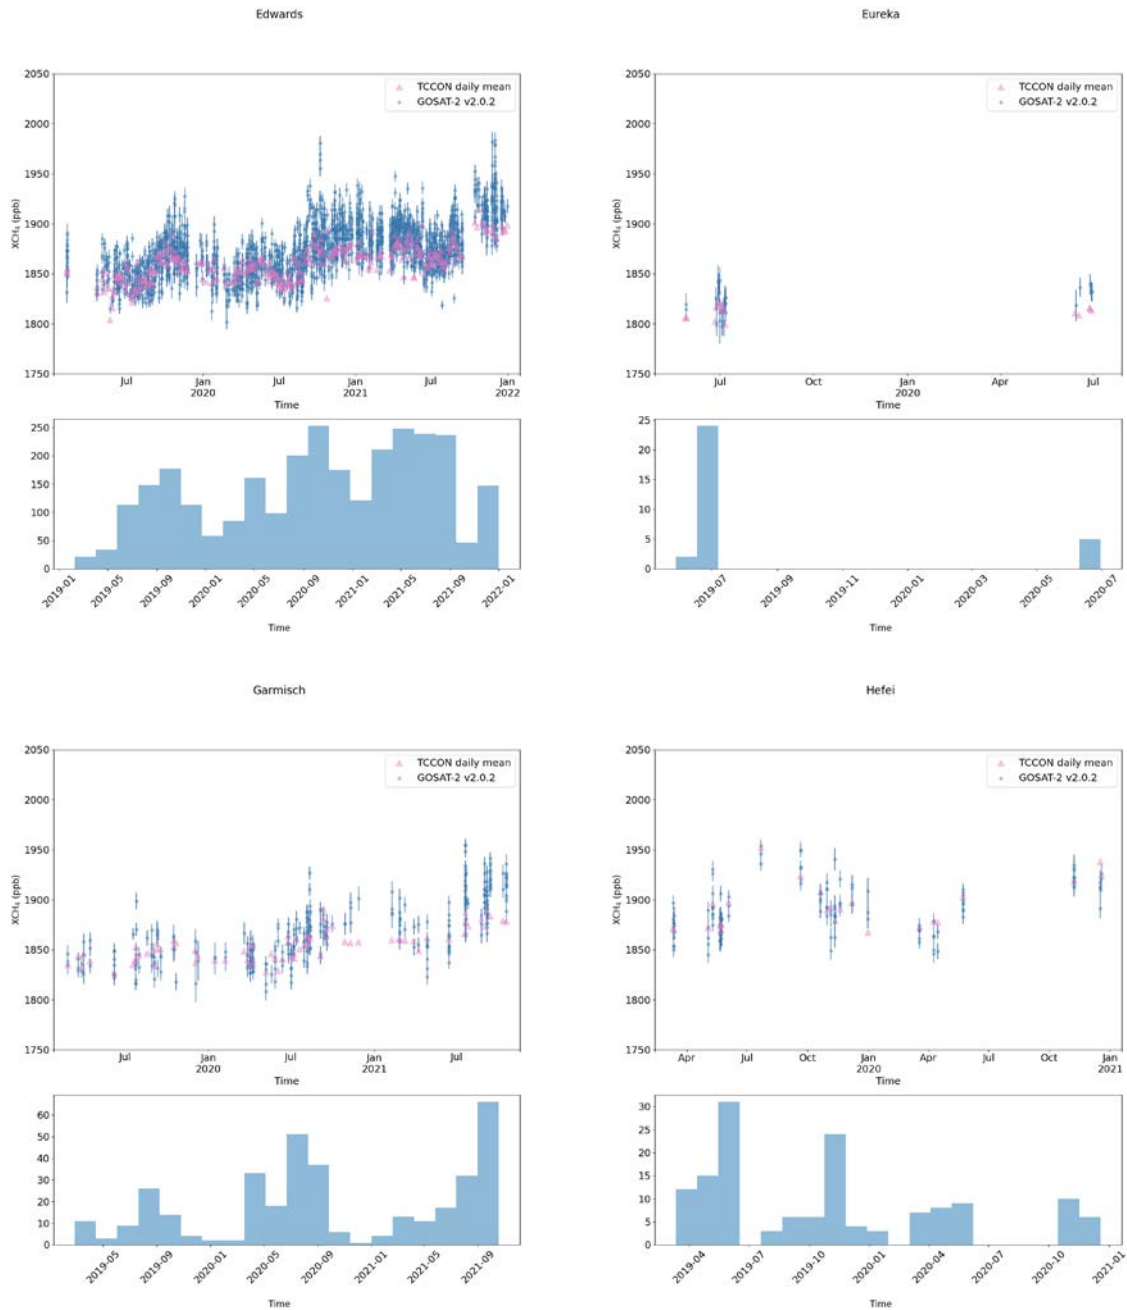 Edwards
2050
2000
1950
1900
1850
1800
1750
XCH₄ (ppb)
TCCON daily mean
GOSAT-2 v2.0.2
Jul Jan Jul Jan Jul Jan
2020 2021 2022
Time
250
200
150
100
50
0
2019-01 2019-05 2019-09 2020-01 2020-05 2020-09 2021-01 2021-05 2021-09 2022-01
Time
Eureka
2050
2000
1950
1900
1850
1800
1750
XCH₄ (ppb)
TCCON daily mean
GOSAT-2 v2.0.2
Jul Oct Jan Apr Jul
2020
Time
25
20
15
10
5
0
2019-07 2019-09 2019-11 2020-01 2020-03 2020-05 2020-07
Time
Garmisch
2050
2000
1950
1900
1850
1800
1750
XCH₄ (ppb)
TCCON daily mean
GOSAT-2 v2.0.2
Jul Jan Jul Jan Jul
2020 2021
Time
60
50
40
30
20
10
0
2019-05 2019-09 2020-01 2020-05 2020-09 2021-01 2021-05 2021-09
Time
Hefei
2050
2000
1950
1900
1850
1800
1750
XCH₄ (ppb)
TCCON daily mean
GOSAT-2 v2.0.2
Apr Jul Oct Jan Apr Jul Oct Jan
2020 2021
Time
30
25
20
15
10
5
0
2019-04 2019-07 2019-10 2020-01 2020-04 2020-07 2020-10 2021-01
Time